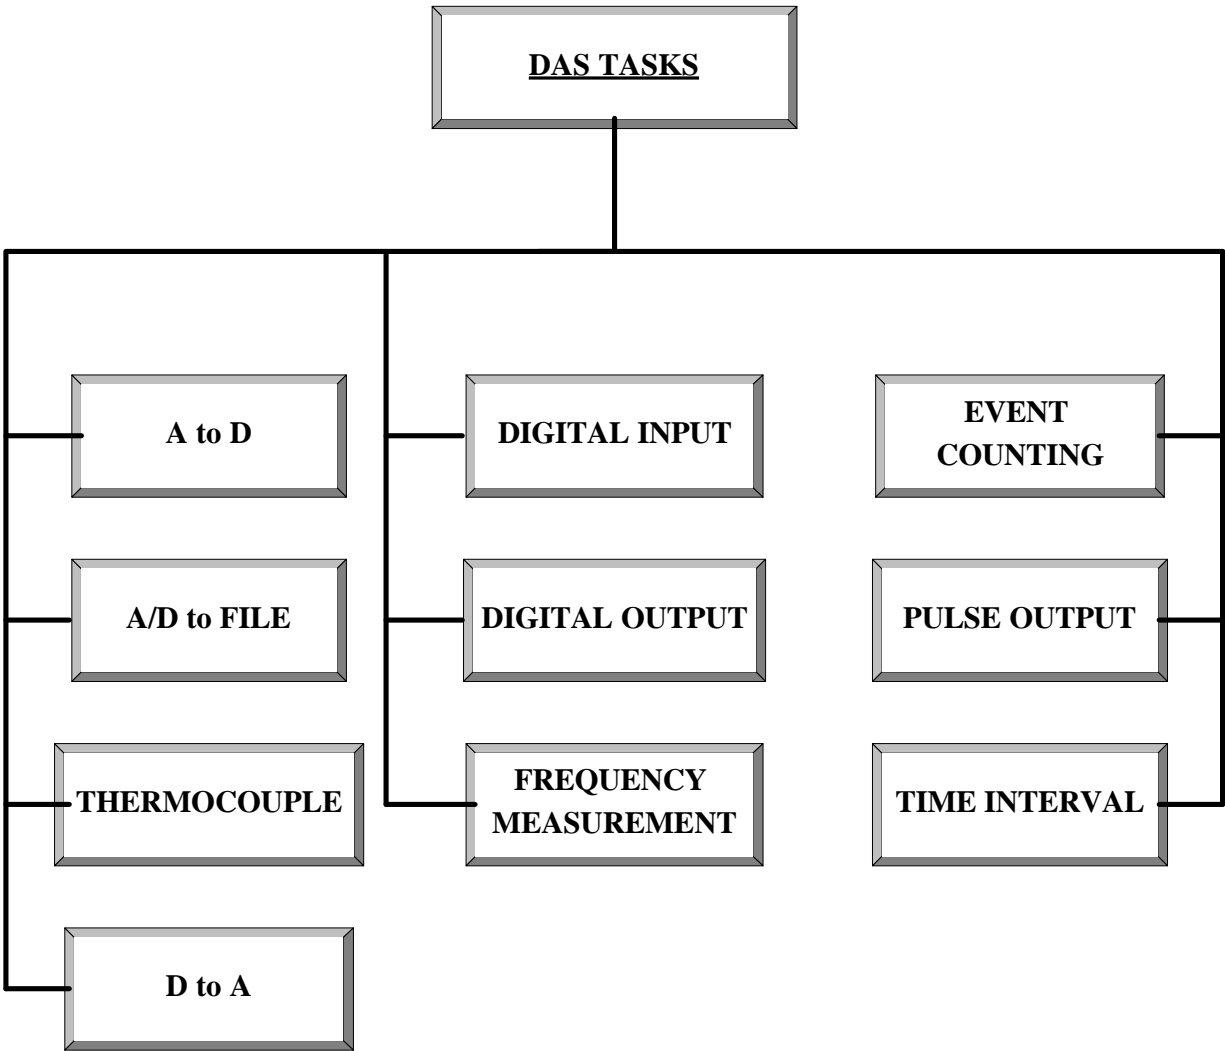 DAS TASKS
A to D
A/D to FILE
THERMOCOUPLE
D to A
DIGITAL INPUT
DIGITAL OUTPUT
FREQUENCY
MEASUREMENT
EVENT
COUNTING
PULSE OUTPUT
TIME INTERVAL